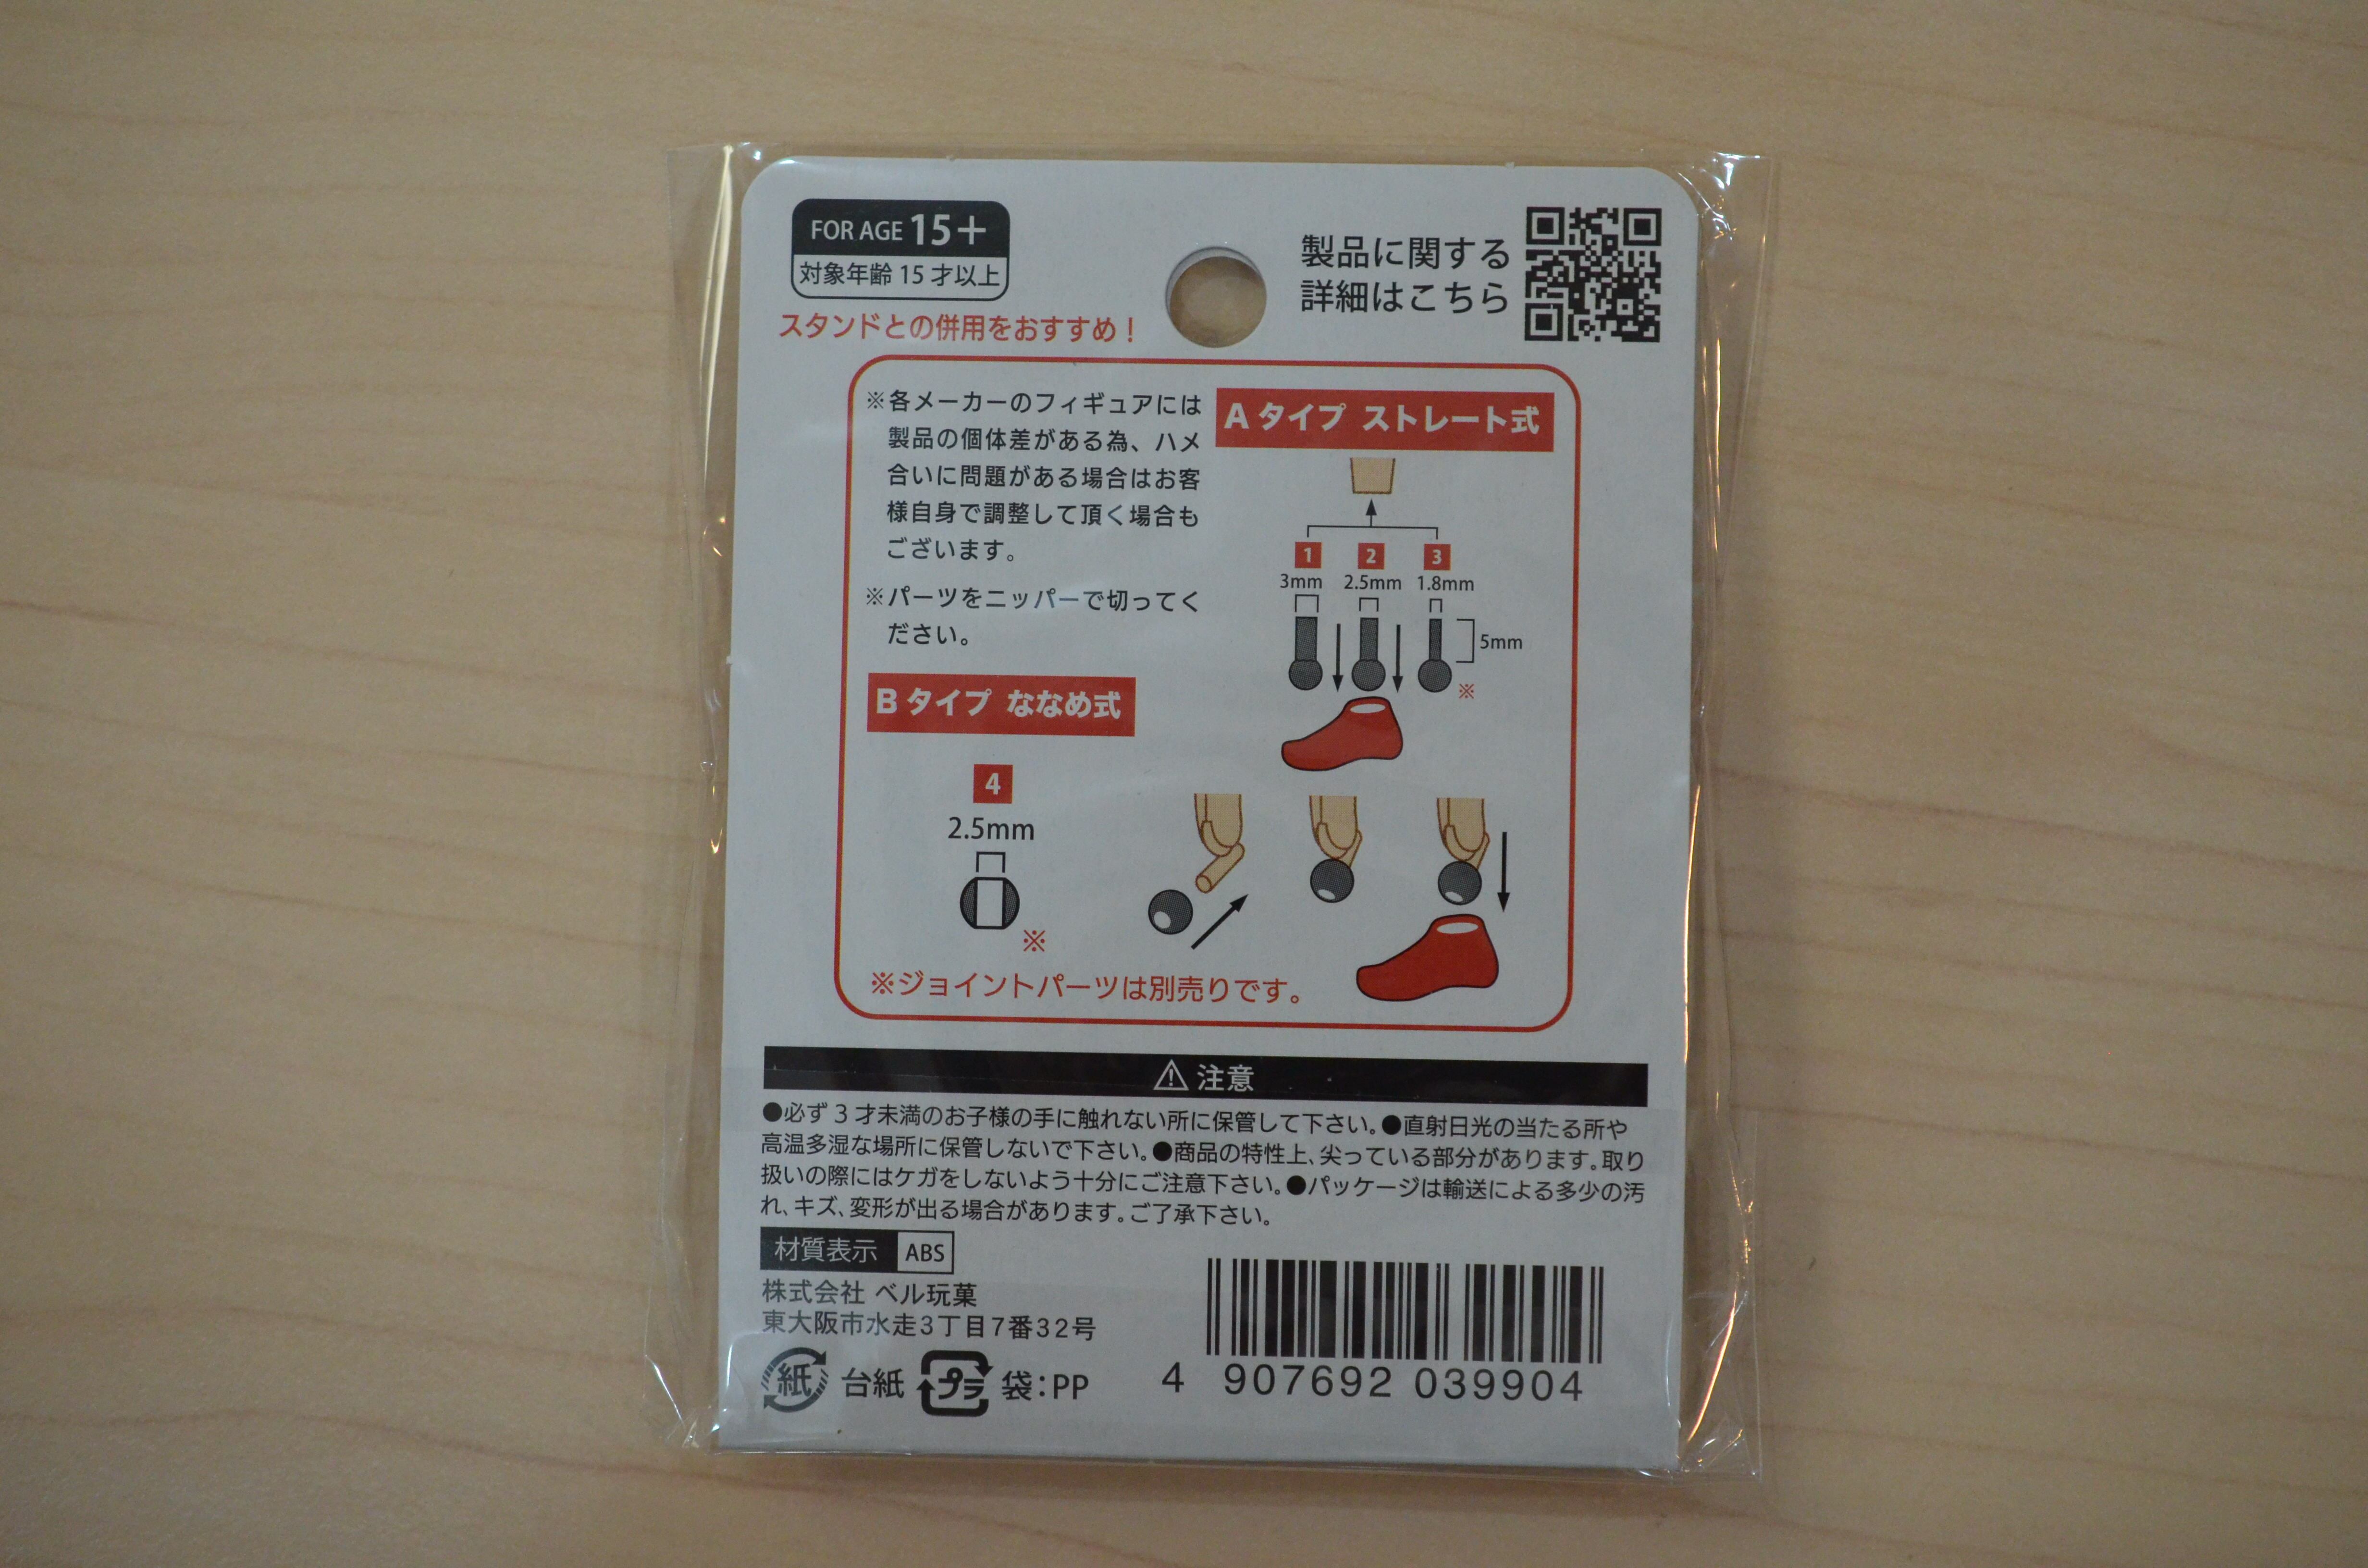 FOR AGE 15+
対象年齢 15 才以上
製品に関する
詳細はこちら
スタンドとの併用をおすすめ！
※各メーカーのフィギュアには
製品の個体差がある為、ハメ
合いに問題がある場合はお客
様自身で調整して頂く場合も
ございます。
※パーツをニッパーで切ってく
ださい。
A タイプ ストレート式
1 2 3
3mm 2.5mm 1.8mm
5mm
※
B タイプ ななめ式
4
2.5mm
※
※ジョイントパーツは別売りです。
⚠ 注意
●必ず 3 才未満のお子様の手に触れない所に保管して下さい。●直射日光の当たる所や
高温多湿な場所に保管しないで下さい。●商品の特性上、尖っている部分があります。取り
扱いの際にはケガをしないよう十分にご注意下さい。●パッケージは輸送による多少の汚
れ、キズ、変形が出る場合があります。ご了承下さい。
材質表示 ABS
株式会社 ベル玩菓
東大阪市水走3丁目7番32号
紙 台紙 プラ 袋：PP
4 907692 039904